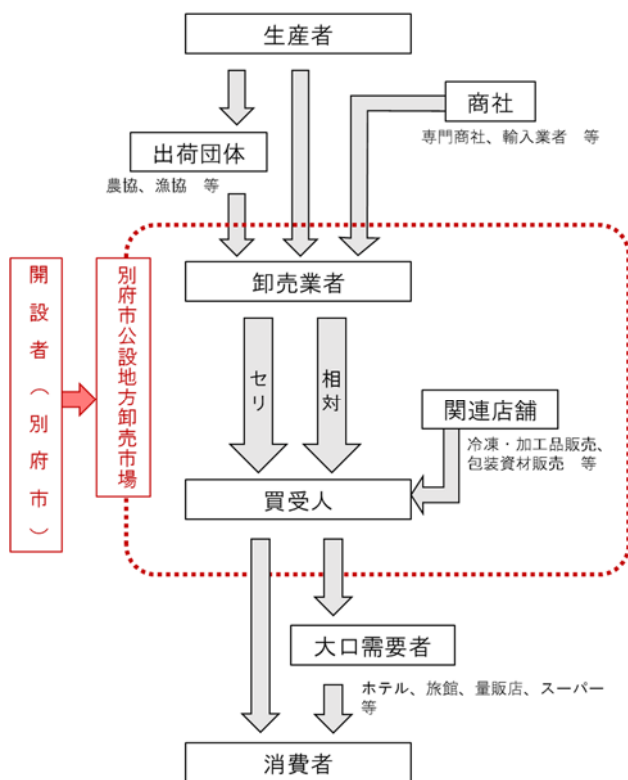 生産者
商社
専門商社、輸入業者　等
出荷団体
農協、漁協　等
卸売業者
開設者（別府市）
別府市公設地方卸売市場
セリ
相対
関連店舗
冷凍・加工品販売、
包装資材販売　等
買受人
大口需要者
ホテル、旅館、量販店、スーパー
等
消費者